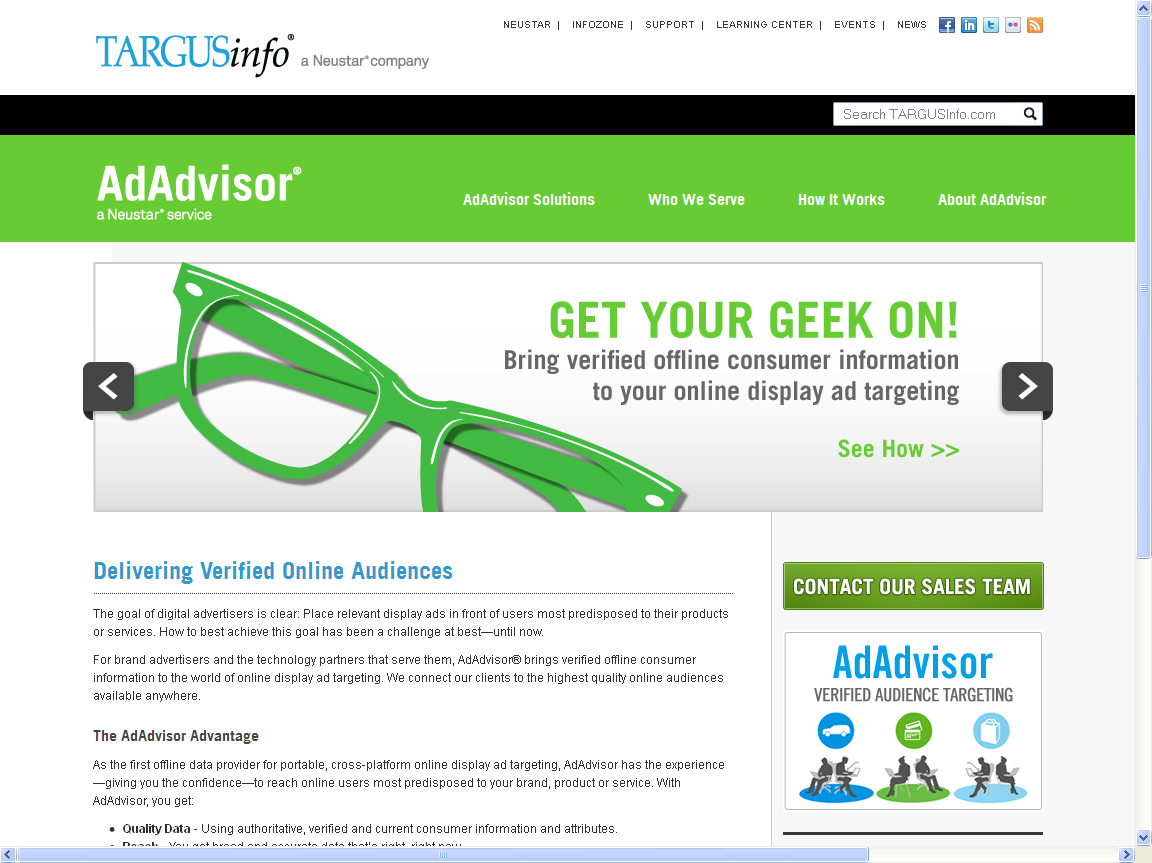 NEUSTAR | INFOZONE | SUPPORT | LEARNING CENTER | EVENTS | NEWS
TARGUSinfo® a Neustar® company
Search TARGUSInfo.com
AdAdvisor®
a Neustar® service
AdAdvisor Solutions Who We Serve How It Works About AdAdvisor
GET YOUR GEEK ON!
Bring verified offline consumer information
to your online display ad targeting
See How >>
Delivering Verified Online Audiences
The goal of digital advertisers is clear: Place relevant display ads in front of users most predisposed to their products
or services. How to best achieve this goal has been a challenge at best—until now.
For brand advertisers and the technology partners that serve them, AdAdvisor® brings verified offline consumer
information to the world of online display ad targeting. We connect our clients to the highest quality online audiences
available anywhere.
The AdAdvisor Advantage
As the first offline data provider for portable, cross-platform online display ad targeting, AdAdvisor has the experience
—giving you the confidence—to reach online users most predisposed to your brand, product or service. With
AdAdvisor, you get:
• Quality Data - Using authoritative, verified and current consumer information and attributes.
CONTACT OUR SALES TEAM
AdAdvisor
VERIFIED AUDIENCE TARGETING